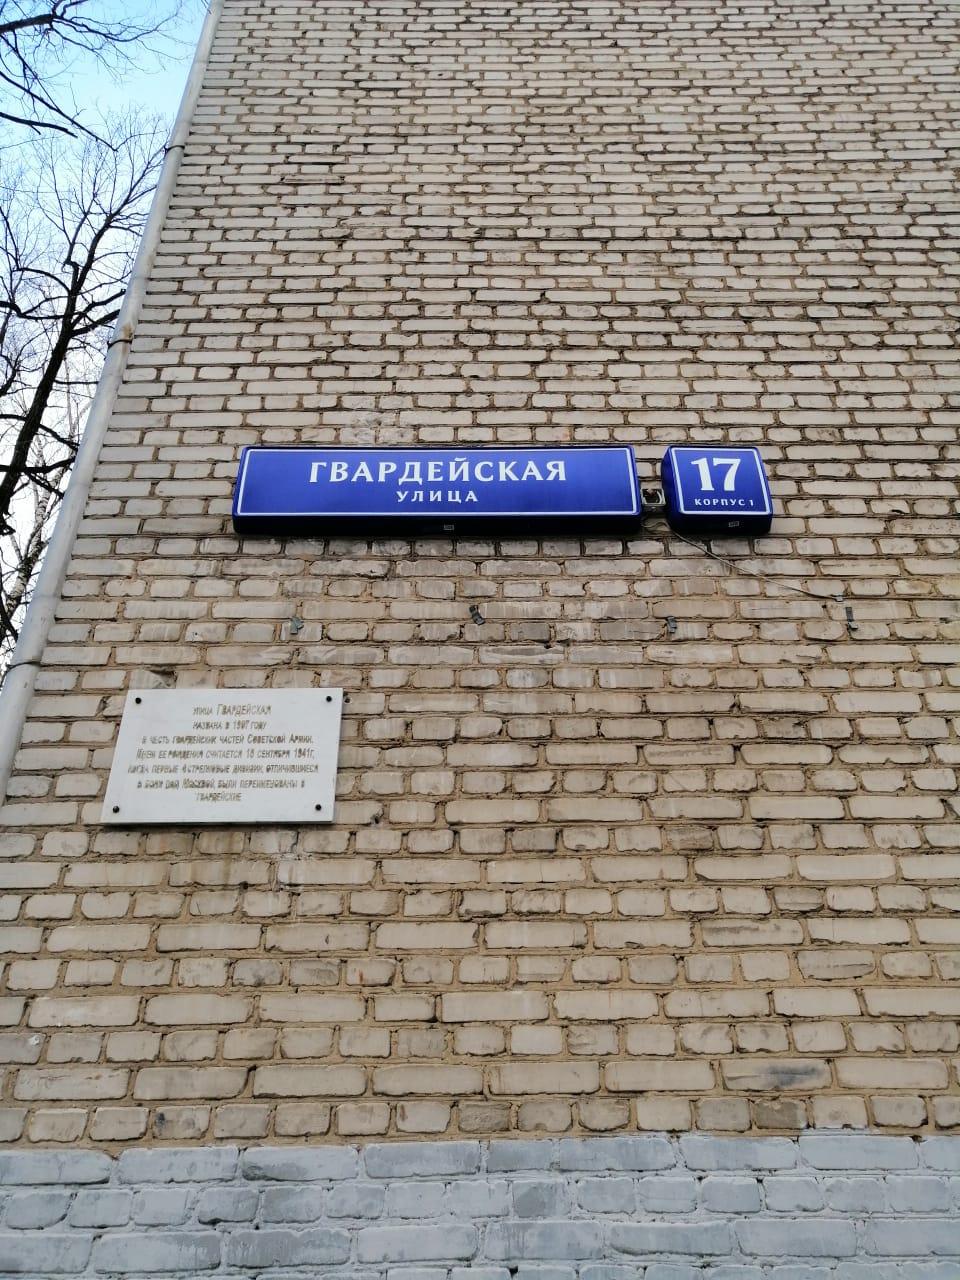 ГВАРДЕЙСКАЯ
УЛИЦА
17
КОРПУС 1
УЛИЦА ГВАРДЕЙСКАЯ
НАЗВАНА В 1967 ГОДУ
В ЧЕСТЬ ГВАРДЕЙСКИХ ЧАСТЕЙ СОВЕТСКОЙ АРМИИ.
ДНЕМ ЕЕ РОЖДЕНИЯ СЧИТАЕТСЯ 18 СЕНТЯБРЯ 1941Г,
КОГДА ПЕРВЫЕ 4 СТРЕЛКОВЫЕ ДИВИЗИИ, ОТЛИЧИВШИЕСЯ
В БОЯХ ПОД МОСКВОЙ, БЫЛИ ПЕРЕИМЕНОВАНЫ В
ГВАРДЕЙСКИЕ